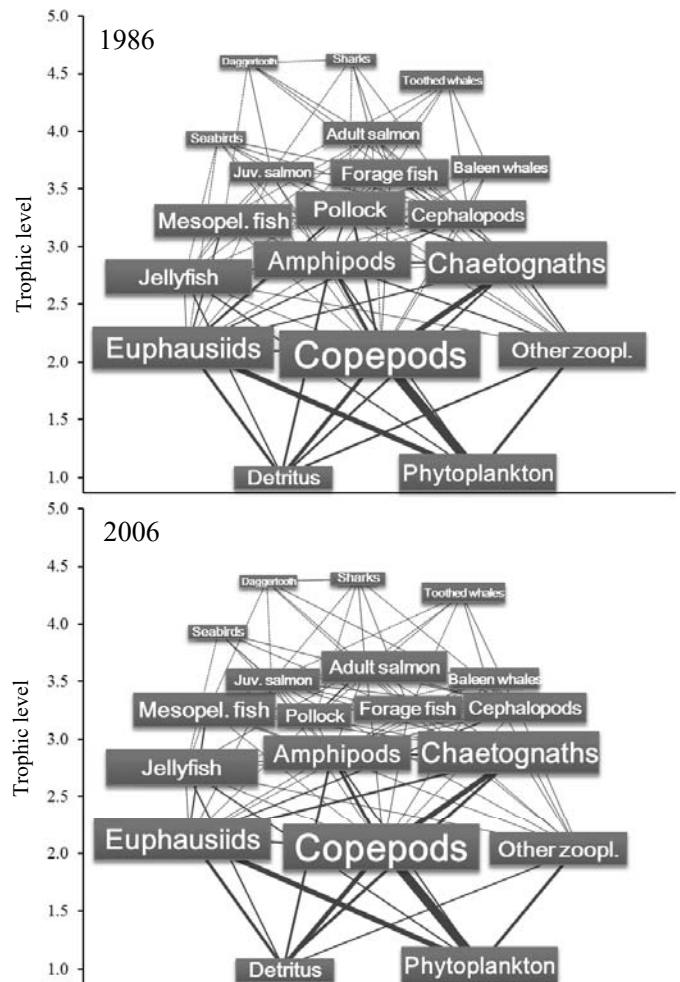 5.0
1986
Daggertooth
Sharks
4.5
Toothed whales
4.0
Adult salmon
Seabirds
Juv. salmon
Forage fish
Baleen whales
3.5
Pollock
Mesopel. fish
Cephalopods
3.0
Amphipods
Chaetognaths
Jellyfish
2.5
Euphausiids
Copepods
Other zoopl.
2.0
1.5
1.0
Detritus
Phytoplankton
Trophic level
5.0
2006
4.5
Daggertooth
Sharks
Toothed whales
4.0
Seabirds
Adult salmon
Juv. salmon
Baleen whales
3.5
Mesopel. fish
Pollock
Forage fish
Cephalopods
3.0
Amphipods
Chaetognaths
Jellyfish
2.5
Euphausiids
Copepods
Other zoopl.
2.0
1.5
1.0
Detritus
Phytoplankton
Trophic level